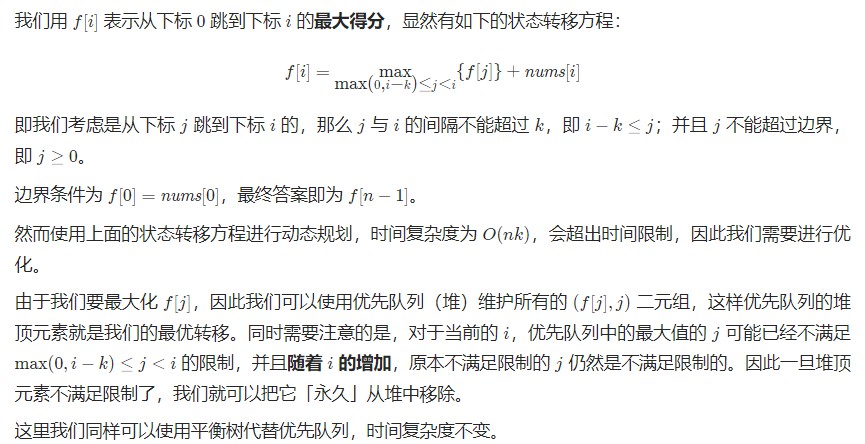 我们用 f[i] 表示从下标 0 跳到下标 i 的最大得分，显然有如下的状态转移方程：
f[i] = max{f[j]} + nums[i]
max(0,i−k)≤j<i
即我们考虑是从下标 j 跳到下标 i 的，那么 j 与 i 的间隔不能超过 k，即 i − k ≤ j；并且 j 不能超过边界，
即 j ≥ 0。
边界条件为 f[0] = nums[0]，最终答案即为 f[n − 1]。
然而使用上面的状态转移方程进行动态规划，时间复杂度为 O(nk)，会超出时间限制，因此我们需要进行优
化。
由于我们要最大化 f[j]，因此我们可以使用优先队列（堆）维护所有的 (f[j], j) 二元组，这样优先队列的堆
顶元素就是我们的最优转移。同时需要注意的是，对于当前的 i，优先队列中的最大值的 j 可能已经不满足
max(0, i − k) ≤ j < i 的限制，并且随着 i 的增加，原本不满足限制的 j 仍然是不满足限制的。因此一旦堆顶
元素不满足限制了，我们就可以把它「永久」从堆中移除。
这里我们同样可以使用平衡树代替优先队列，时间复杂度不变。